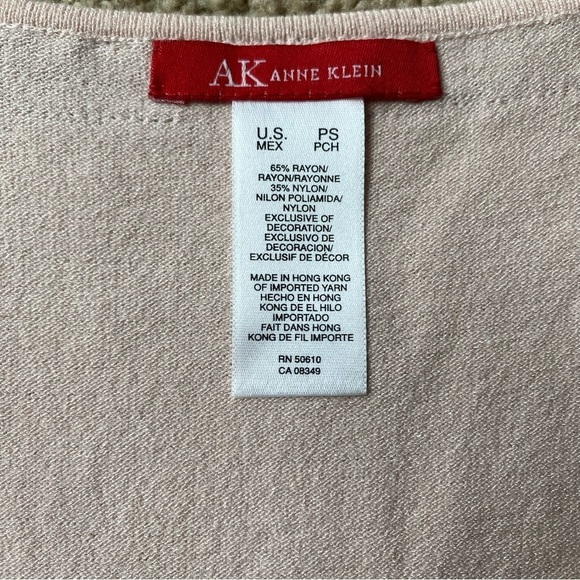 AK ANNE KLEIN
U.S. PS
MEX PCH
65% RAYON/
RAYON/RAYONNE
35% NYLON/
NILON POLIAMIDA/
NYLON
EXCLUSIVE OF
DECORATION/
EXCLUSIVO DE
DECORACION/
EXCLUSIF DE DÉCOR
MADE IN HONG KONG
OF IMPORTED YARN
HECHO EN HONG
KONG DE EL HILO
IMPORTADO
FAIT DANS HONG
KONG DE FIL IMPORTE
RN 50610
CA 08349